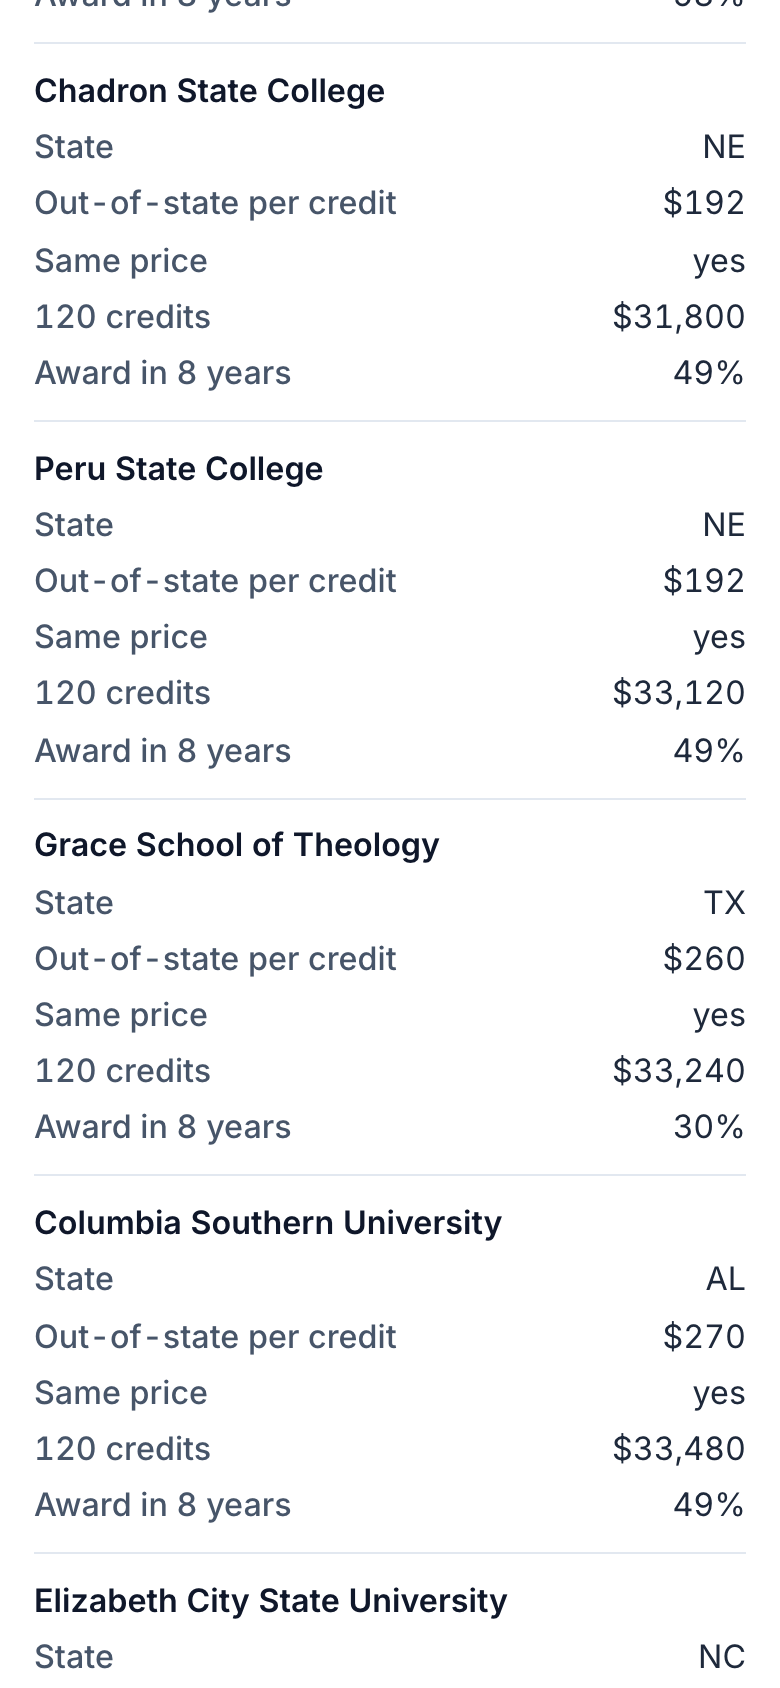 Award in 8 years
Chadron State College
State NE
Out-of-state per credit $192
Same price yes
120 credits $31,800
Award in 8 years 49%
Peru State College
State NE
Out-of-state per credit $192
Same price yes
120 credits $33,120
Award in 8 years 49%
Grace School of Theology
State TX
Out-of-state per credit $260
Same price yes
120 credits $33,240
Award in 8 years 30%
Columbia Southern University
State AL
Out-of-state per credit $270
Same price yes
120 credits $33,480
Award in 8 years 49%
Elizabeth City State University
State NC